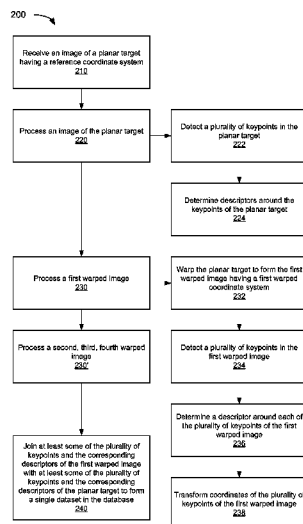 200
Receive an image of a planar target
having a reference coordinate system
210
Process an image of the planar target
220
Detect a plurality of keypoints in the
planar target
222
Determine descriptors around the
keypoints of the planar target
224
Process a first warped image
230
Warp the planar target to form the first
warped image having a first warped
coordinate system
232
Process a second, third, fourth warped
image
230'
Detect a plurality of keypoints in the
first warped image
234
Determine a descriptor around each of
the plurality of keypoints of the first
warped image
236
Join at least some of the plurality of
keypoints and the corresponding
descriptors of the first warped image
with at least some of the plurality of
keypoints and the corresponding
descriptors of the planar target to form
a single dataset in the database
240
Transform coordinates of the plurality of
keypoints of the first warped image
238